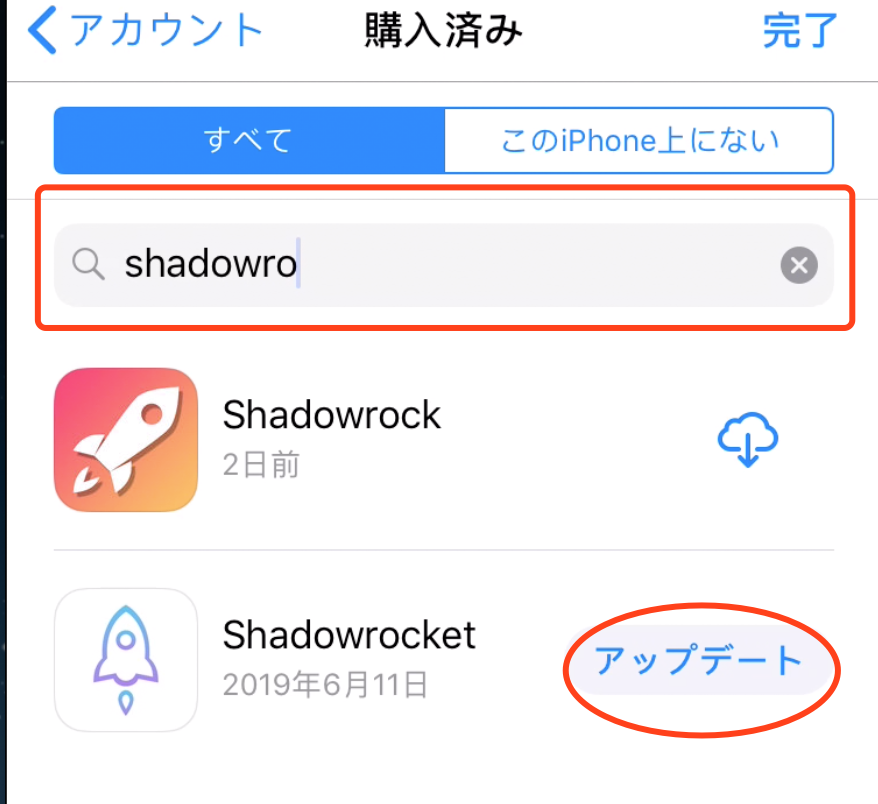 アカウント 購入済み 完了
すべて このiPhone上にない
shadowro
Shadowrock
2日前
Shadowrocket
アップデート
2019年6月11日